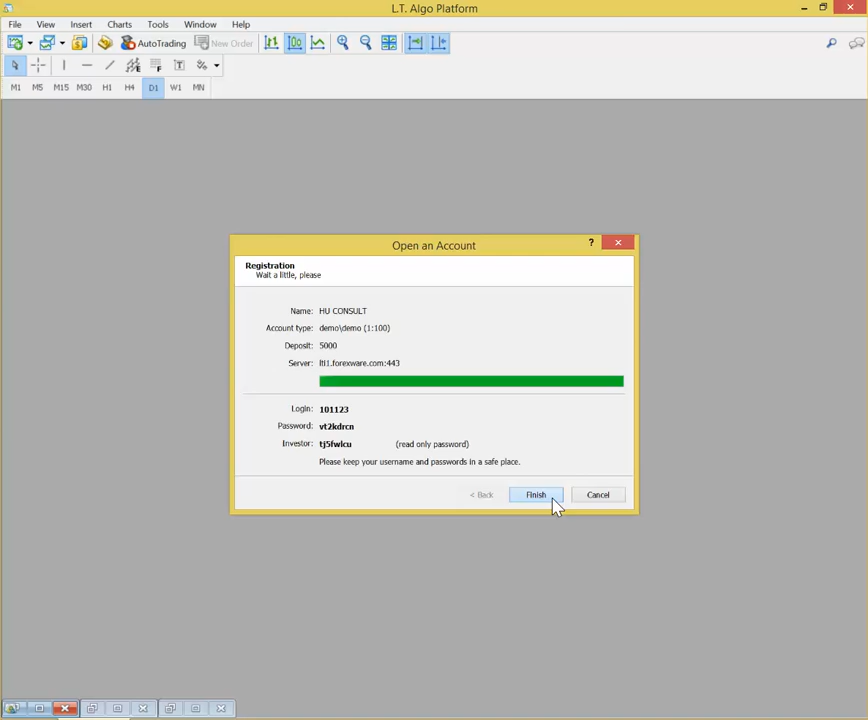 L.T. Algo Platform
File View Insert Charts Tools Window Help
AutoTrading New Order
M1 M5 M15 M30 H1 H4 D1 W1 MN
Open an Account
Registration
Wait a little, please
Name: HU CONSULT
Account type: demo\demo (1:100)
Deposit: 5000
Server: ltl1.forexware.com:443
Login: 101123
Password: vt2kdrcn
Investor: tj5fwlcu (read only password)
Please keep your username and passwords in a safe place.
< Back Finish Cancel